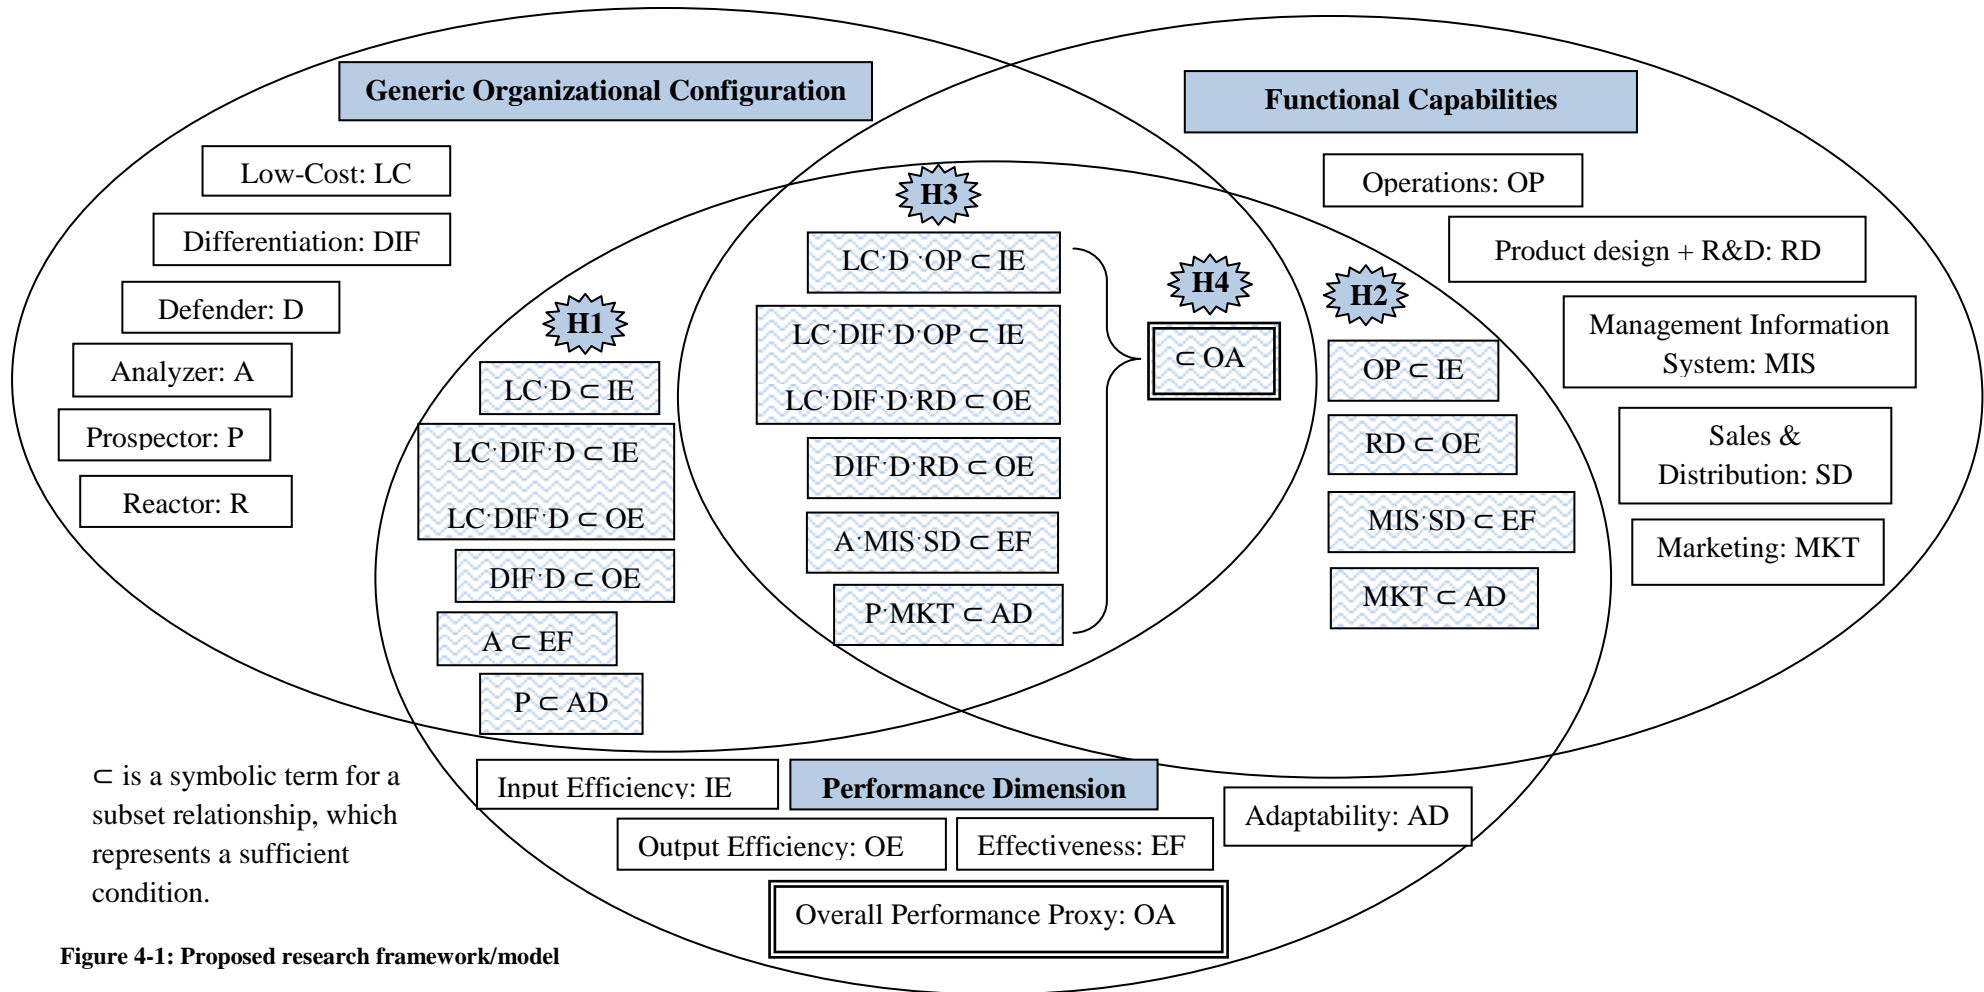 Generic Organizational Configuration
Low-Cost: LC
Differentiation: DIF
Defender: D
Analyzer: A
Prospector: P
Reactor: R
Functional Capabilities
Operations: OP
Product design + R&D: RD
Management Information
System: MIS
Sales &
Distribution: SD
Marketing: MKT
H1
LC·D ⊂ IE
LC·DIF·D ⊂ IE
LC·DIF·D ⊂ OE
DIF·D ⊂ OE
A ⊂ EF
P ⊂ AD
H3
LC·D ·OP ⊂ IE
LC·DIF·D·OP ⊂ IE
LC·DIF·D·RD ⊂ OE
DIF·D·RD ⊂ OE
A·MIS·SD ⊂ EF
P·MKT ⊂ AD
H4
⊂ OA
H2
OP ⊂ IE
RD ⊂ OE
MIS·SD ⊂ EF
MKT ⊂ AD
Input Efficiency: IE
Performance Dimension
Adaptability: AD
Output Efficiency: OE
Effectiveness: EF
Overall Performance Proxy: OA
⊂ is a symbolic term for a
subset relationship, which
represents a sufficient
condition.
Figure 4-1: Proposed research framework/model